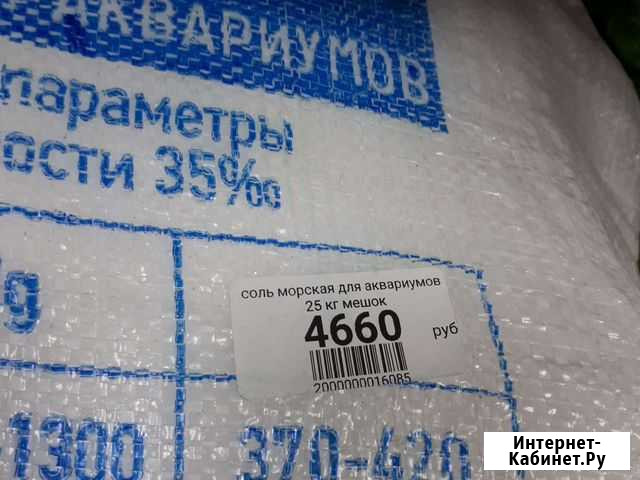 АКВАРИУМОВ
параметры
ости 35‰
g
соль морская для аквариумов
25 кг мешок
4660 руб
2000000016085
1300
370-420
Интернет-
Кабинет.Ру